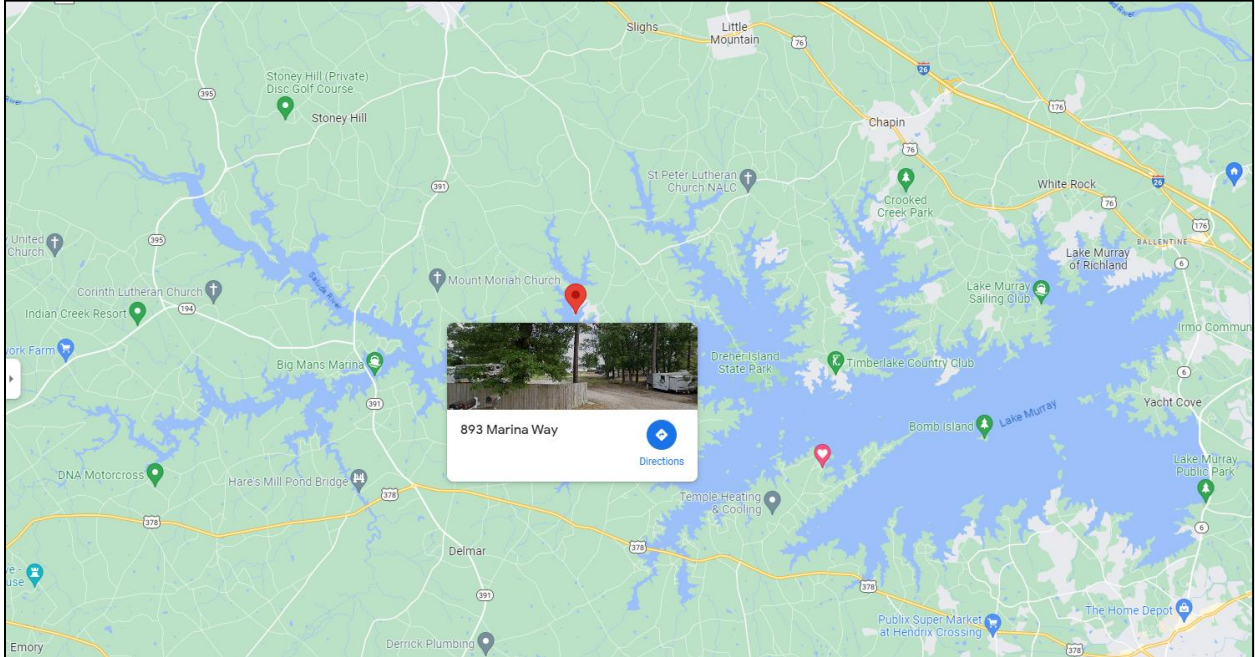 Slighs
Little
Mountain
76
26
Stoney Hill (Private)
Disc Golf Course
395
Stoney Hill
176
Chapin
76
391
St Peter Lutheran
Church NALC
Crooked
Creek Park
White Rock
26
76
176
BALLENTINE
United
Church
395
Lake Murray
of Richland
6
Mount Moriah Church
Saluda River
Corinth Lutheran Church
Lake Murray
Sailing Club
194
Indian Creek Resort
Irmo Commun
ork Farm
Big Mans Marina
Dreher Island
State Park
Timberlake Country Club
6
391
Yacht Cove
Lake Murray
Bomb Island
893 Marina Way
Directions
Lake Murray
Public Park
DNA Motorcross
Hare's Mill Pond Bridge
378
Temple Heating
& Cooling
378
6
Delmar
378
378
391
The Home Depot
Publix Super Market
at Hendrix Crossing
Derrick Plumbing
Emory
378